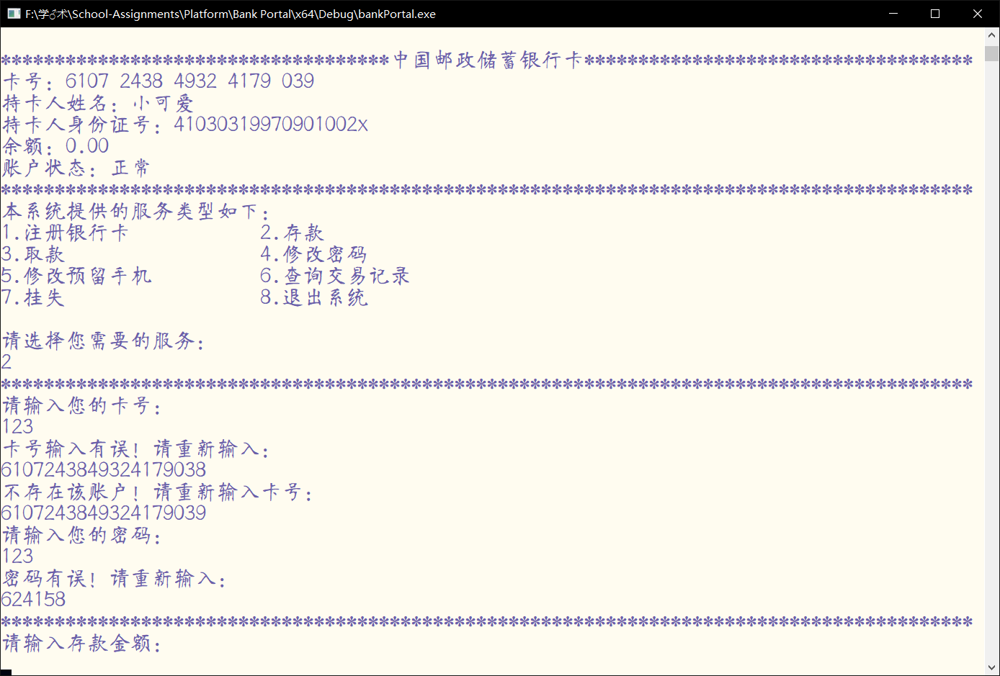 F:\学♂术\School-Assignments\Platform\Bank Portal\x64\Debug\bankPortal.exe
************************************中国邮政储蓄银行卡************************************
卡号：6107 2438 4932 4179 039
持卡人姓名：小可爱
持卡人身份证号：41030319970901002x
余额：0.00
账户状态：正常
******************************************************************************************
本系统提供的服务类型如下：
1.注册银行卡 2.存款
3.取款 4.修改密码
5.修改预留手机 6.查询交易记录
7.挂失 8.退出系统
请选择您需要的服务：
2
******************************************************************************************
请输入您的卡号：
123
卡号输入有误！请重新输入：
6107243849324179038
不存在该账户！请重新输入卡号：
6107243849324179039
请输入您的密码：
123
密码有误！请重新输入：
624158
******************************************************************************************
请输入存款金额：